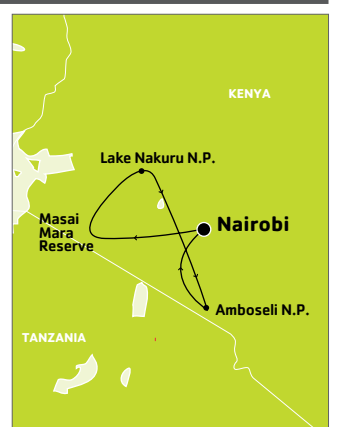 KENYA
Lake Nakuru N.P.
Masai
Mara
Reserve
Nairobi
Amboseli N.P.
TANZANIA